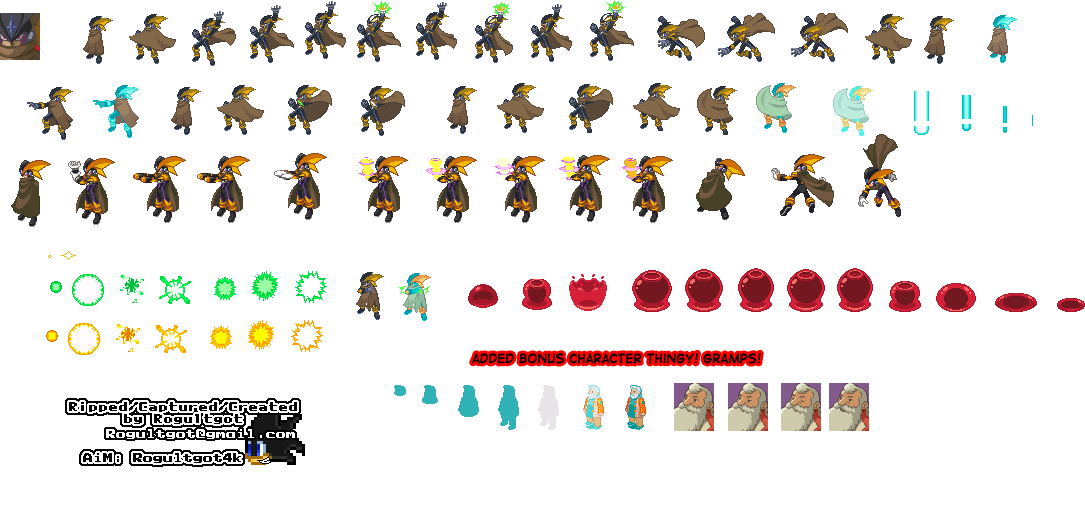 ADDED BONUS CHARACTER THINGY! GRAMPS!
Ripped/Captured/Created
by Rogultgot
Rogultgot@gmail.com
AiM: Rogultgot4k